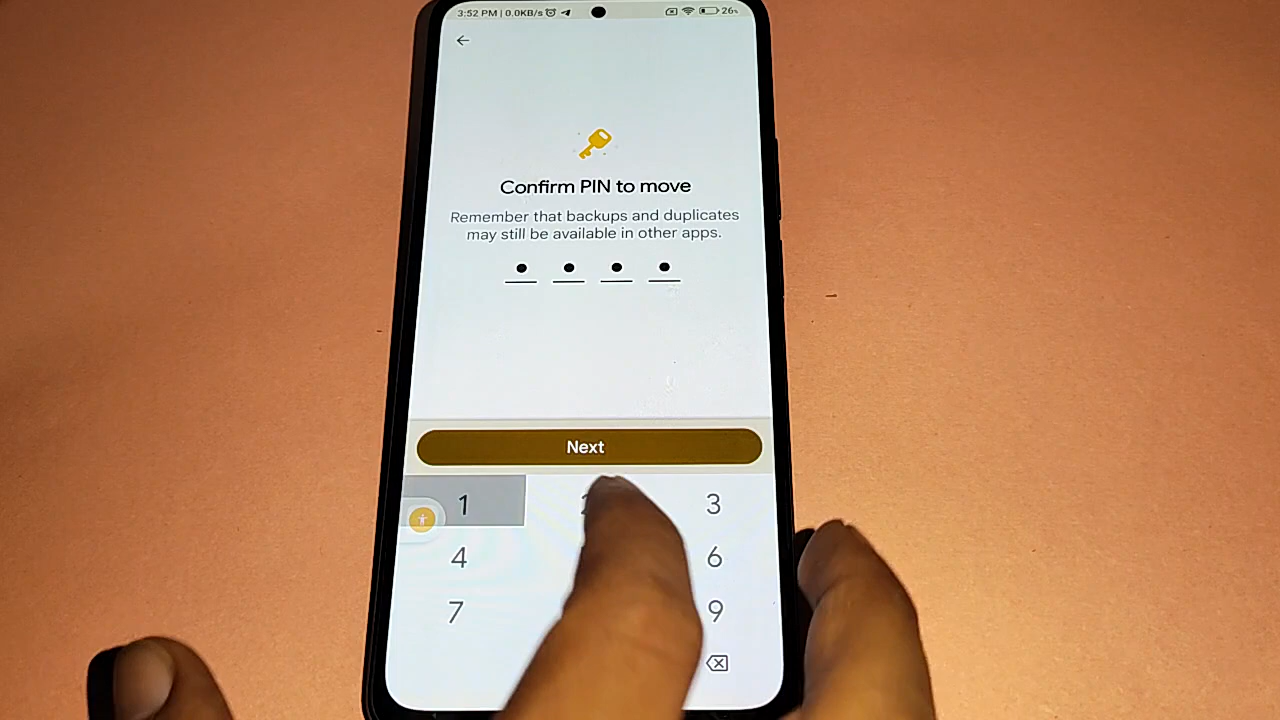 3:52 PM | 0.0KB/s 26%
Confirm PIN to move
Remember that backups and duplicates
may still be available in other apps.
Next
1 3
4 6
7 9